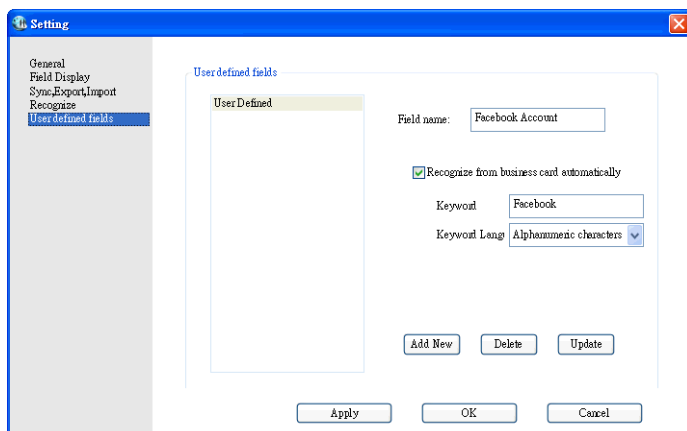 Setting
General
Field Display
Sync,Export,Import
Recognize
User defined fields
User defined fields
User Defined
Field name: Facebook Account
Recognize from business card automatically
Keyword Facebook
Keyword Lang Alphanumeric characters
Add New Delete Update
Apply OK Cancel